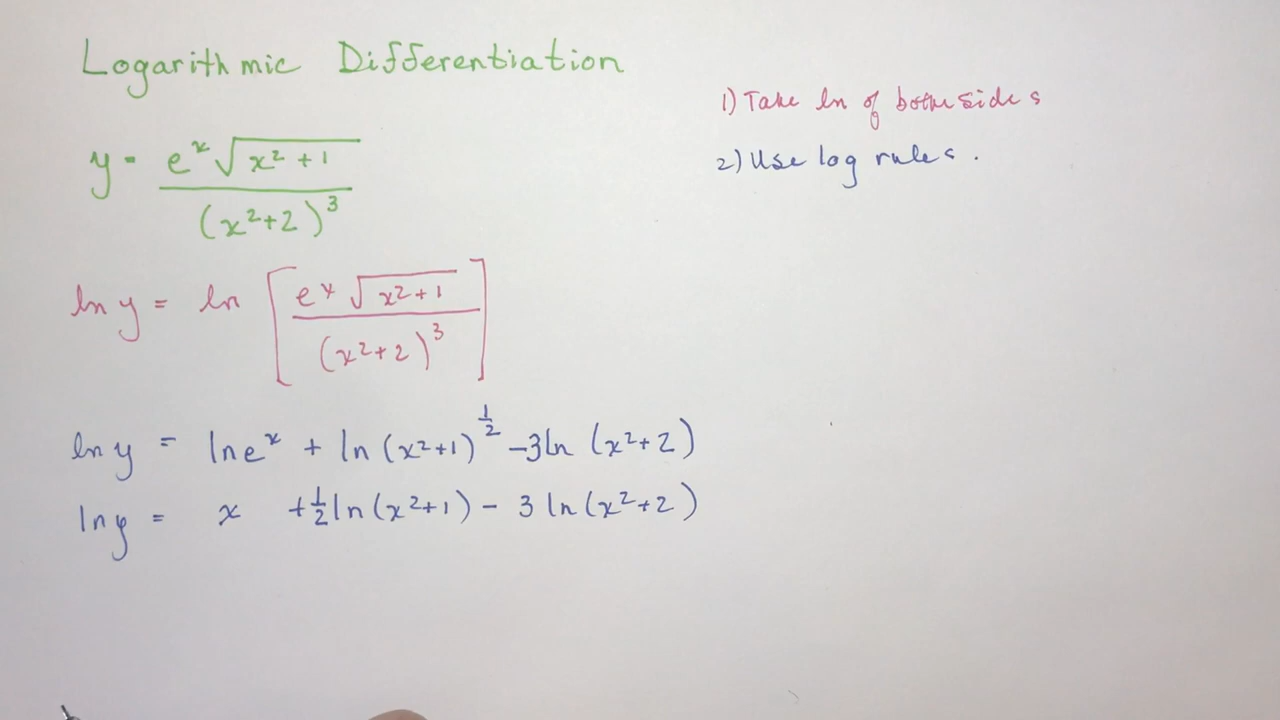 Logarithmic Differentiation
1) Take ln of both sides
2) Use log rules.
y = e^x √(x²+1) / (x²+2)³
ln y = ln [e^x √(x²+1) / (x²+2)³]
ln y = ln e^x + ln (x²+1)^½ -3ln (x²+2)
ln y = x + ½ ln (x²+1) - 3 ln (x²+2)